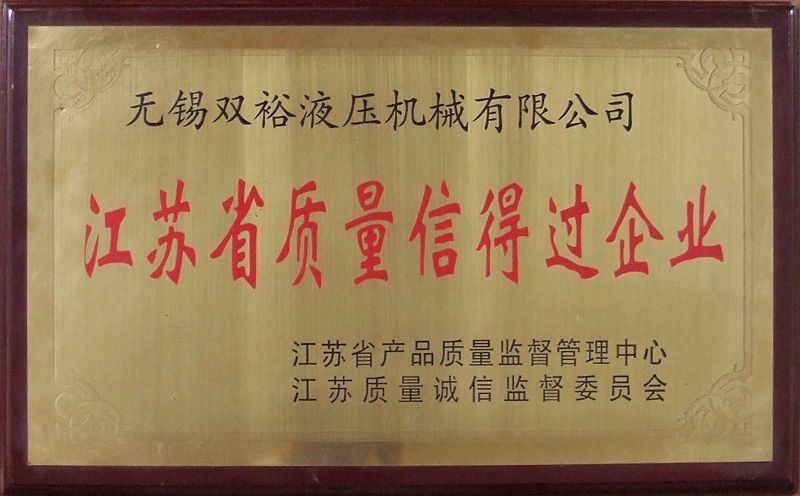 无锡双裕液压机械有限公司
江苏省质量信得过企业
江苏省产品质量监督管理中心
江苏质量诚信监督委员会